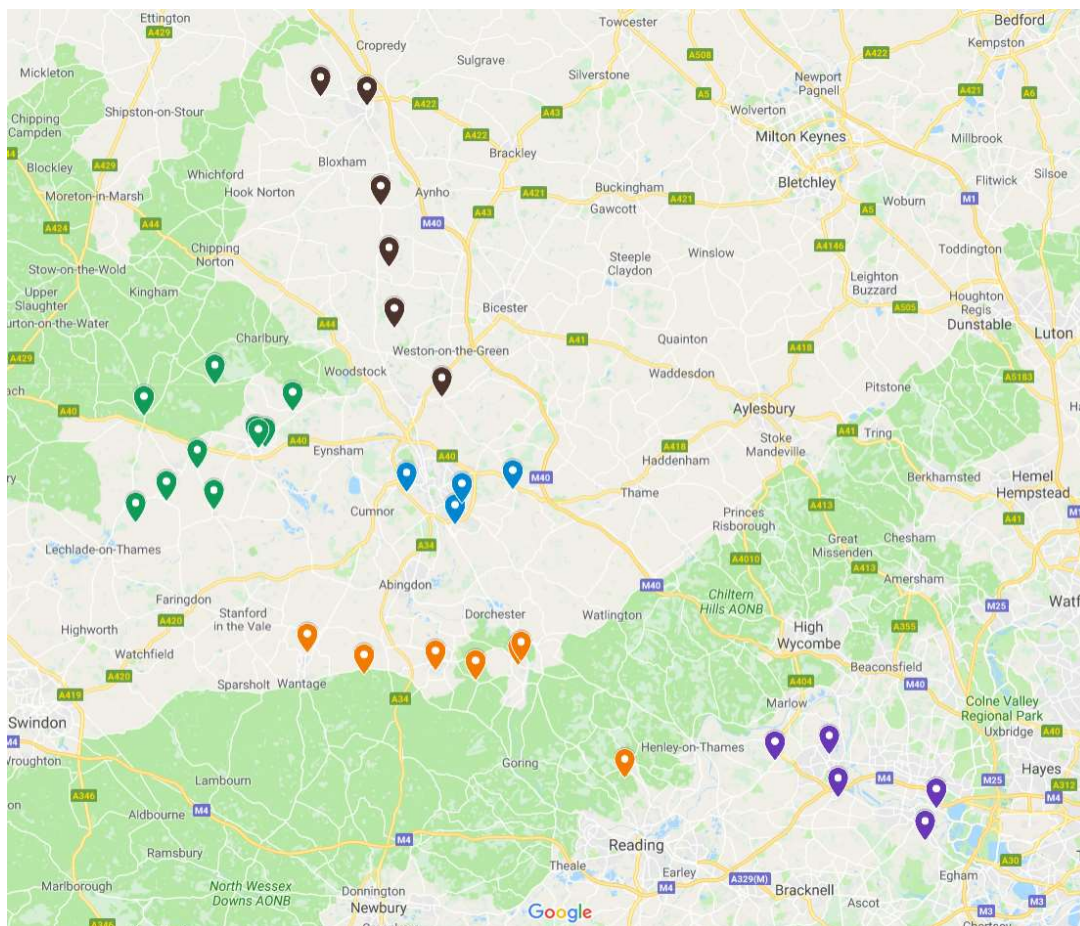 Ettington
A429
Cropredy
Towcester
Bedford
Mickleton
Sulgrave
A508
A422
Kempston
Silverstone
Newport
Pagnell
A421
A6
Shipston-on-Stour
A422
A43
A5
Wolverton
Chipping
Campden
A422
Milton Keynes
Millbrook
Blockley
A429
Bloxham
Brackley
Whichford
Bletchley
Flitwick
Silsoe
Moreton-in-Marsh
Hook Norton
Aynho
A421
Buckingham
A421
M1
Woburn
A424
A44
M40
A43
Gawcott
A5
Chipping
Norton
A4146
Toddington
Stow-on-the-Wold
Steeple
Claydon
Winslow
Leighton
Buzzard
Upper
Slaughter
Kingham
Bicester
A505
Houghton
Regis
Dunstable
Luton
A44
Charlbury
A41
Quainton
A418
A429
Weston-on-the-Green
Woodstock
Waddesdon
A5183
Pitstone
A40
Aylesbury
A41
Tring
Stoke
Mandeville
A40
Eynsham
A40
A418
Haddenham
M40
Berkhamsted
Hemel
Hempstead
Thame
Cumnor
Princes
Risborough
A413
A41
Lechlade-on-Thames
A34
Great
Missenden
Chesham
A4010
A413
Amersham
Abingdon
M40
Chiltern
Hills AONB
M25
Faringdon
Stanford
in the Vale
Dorchester
Watlington
A420
A355
High
Wycombe
Highworth
Watchfield
Beaconsfield
A420
Sparsholt
Wantage
A404
M40
A419
A34
Marlow
Colne Valley
Regional Park
Swindon
Uxbridge
A40
M4
Henley-on-Thames
Goring
M4
M25
Hayes
Lambourn
A312
A346
M4
M4
Aldbourne
M4
Reading
Ramsbury
Theale
Earley
A30
A329(M)
Egham
Marlborough
North Wessex
Downs AONB
Donnington
M4
Bracknell
Newbury
Ascot
Google
M3
M3